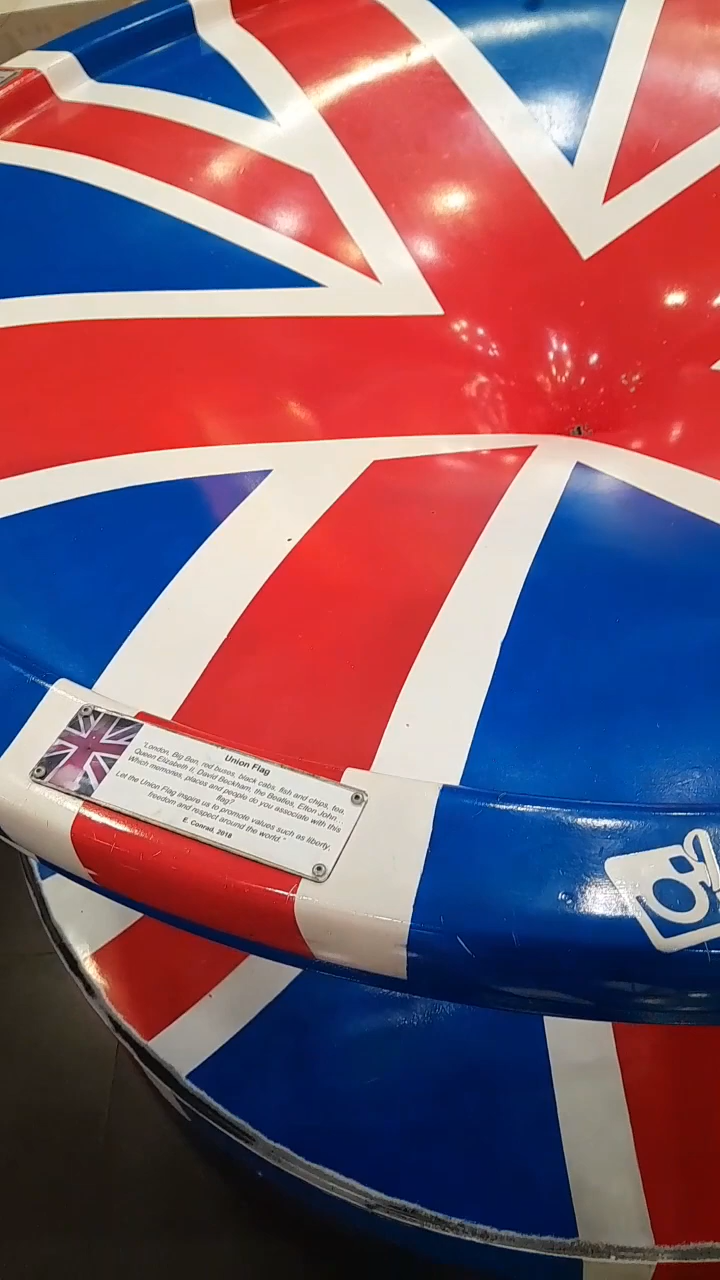 Union Flag
"London, Big Ben, red buses, black cabs, fish and chips, tea,
Queen Elizabeth II, David Beckham, the Beatles, Elton John...
Which memories, places and people do you associate with this
flag?
Let the Union Flag inspire us to promote values such as liberty,
freedom and respect around the world."
E. Conrad, 2018